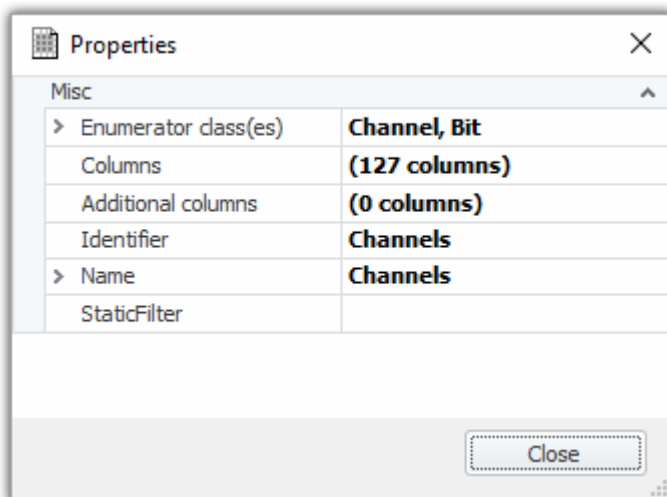 Properties
Misc
Enumerator class(es) Channel, Bit
Columns (127 columns)
Additional columns (0 columns)
Identifier Channels
Name Channels
StaticFilter
Close